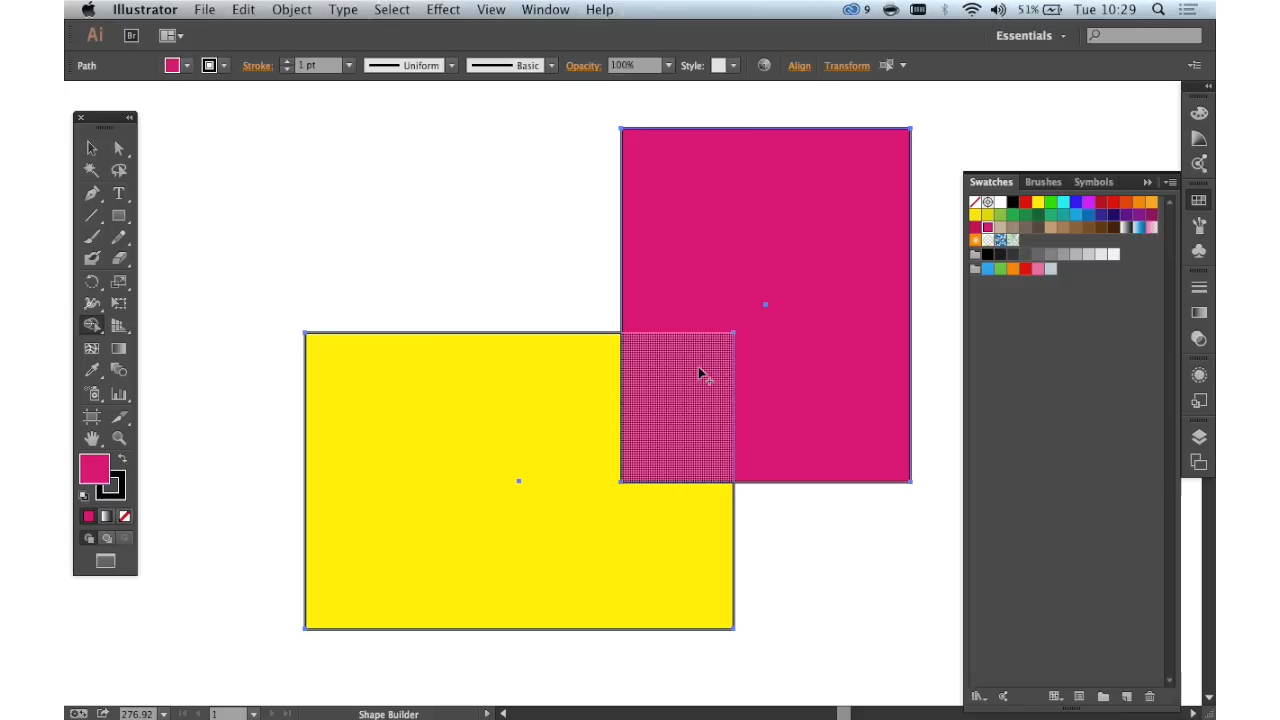 Illustrator File Edit Object Type Select Effect View Window Help 9 51% Tue 10:29
Ai Br Essentials
Path Stroke: 1 pt Uniform Basic Opacity: 100% Style: Align Transform
Swatches Brushes Symbols
T
276.92 1 Shape Builder